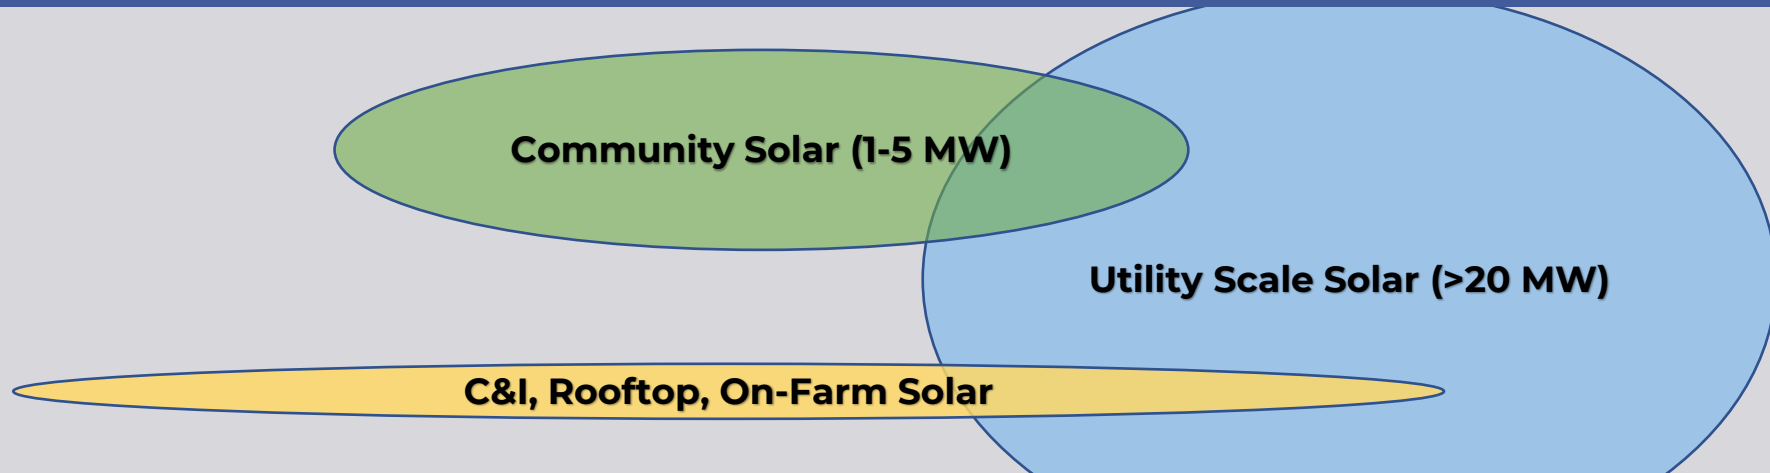 Community Solar (1-5 MW)
Utility Scale Solar (>20 MW)
C&I, Rooftop, On-Farm Solar